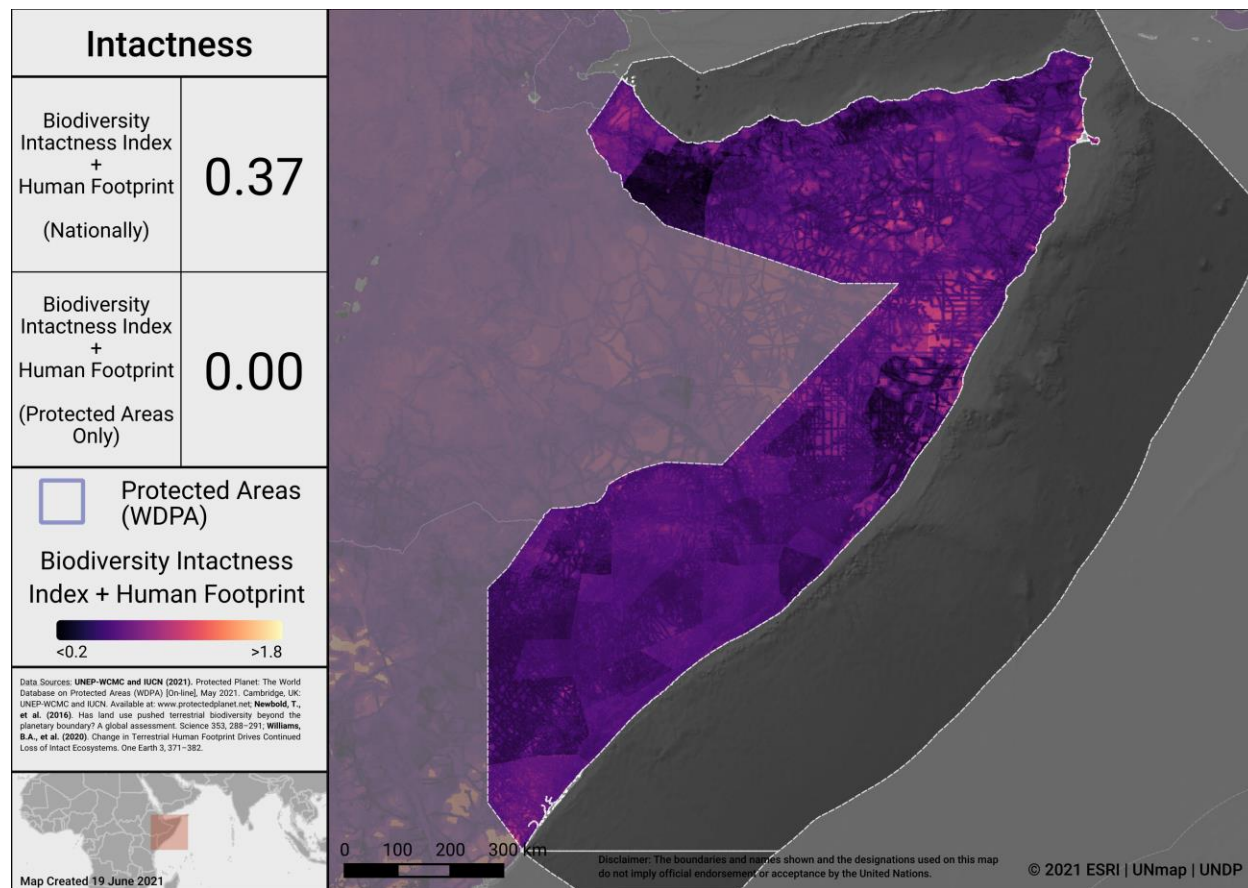 Intactness
Biodiversity
Intactness Index
+
Human Footprint
(Nationally)
0.37
Biodiversity
Intactness Index
+
Human Footprint
(Protected Areas
Only)
0.00
Protected Areas
(WDPA)
Biodiversity Intactness
Index + Human Footprint
<0.2
>1.8
Data Sources: UNEP-WCMC and IUCN (2021). Protected Planet: The World
Database on Protected Areas (WDPA) [On-line], May 2021. Cambridge, UK:
UNEP-WCMC and IUCN. Available at: www.protectedplanet.net; Newbold, T.,
et al. (2016). Has land use pushed terrestrial biodiversity beyond the
planetary boundary? A global assessment. Science 353, 288–291; Williams,
B.A., et al. (2020). Change in Terrestrial Human Footprint Drives Continued
Loss of Intact Ecosystems. One Earth 3, 371–382.
Map Created 19 June 2021
0 100 200 300 km
Disclaimer: The boundaries and names shown and the designations used on this map
do not imply official endorsement or acceptance by the United Nations.
© 2021 ESRI | UNmap | UNDP